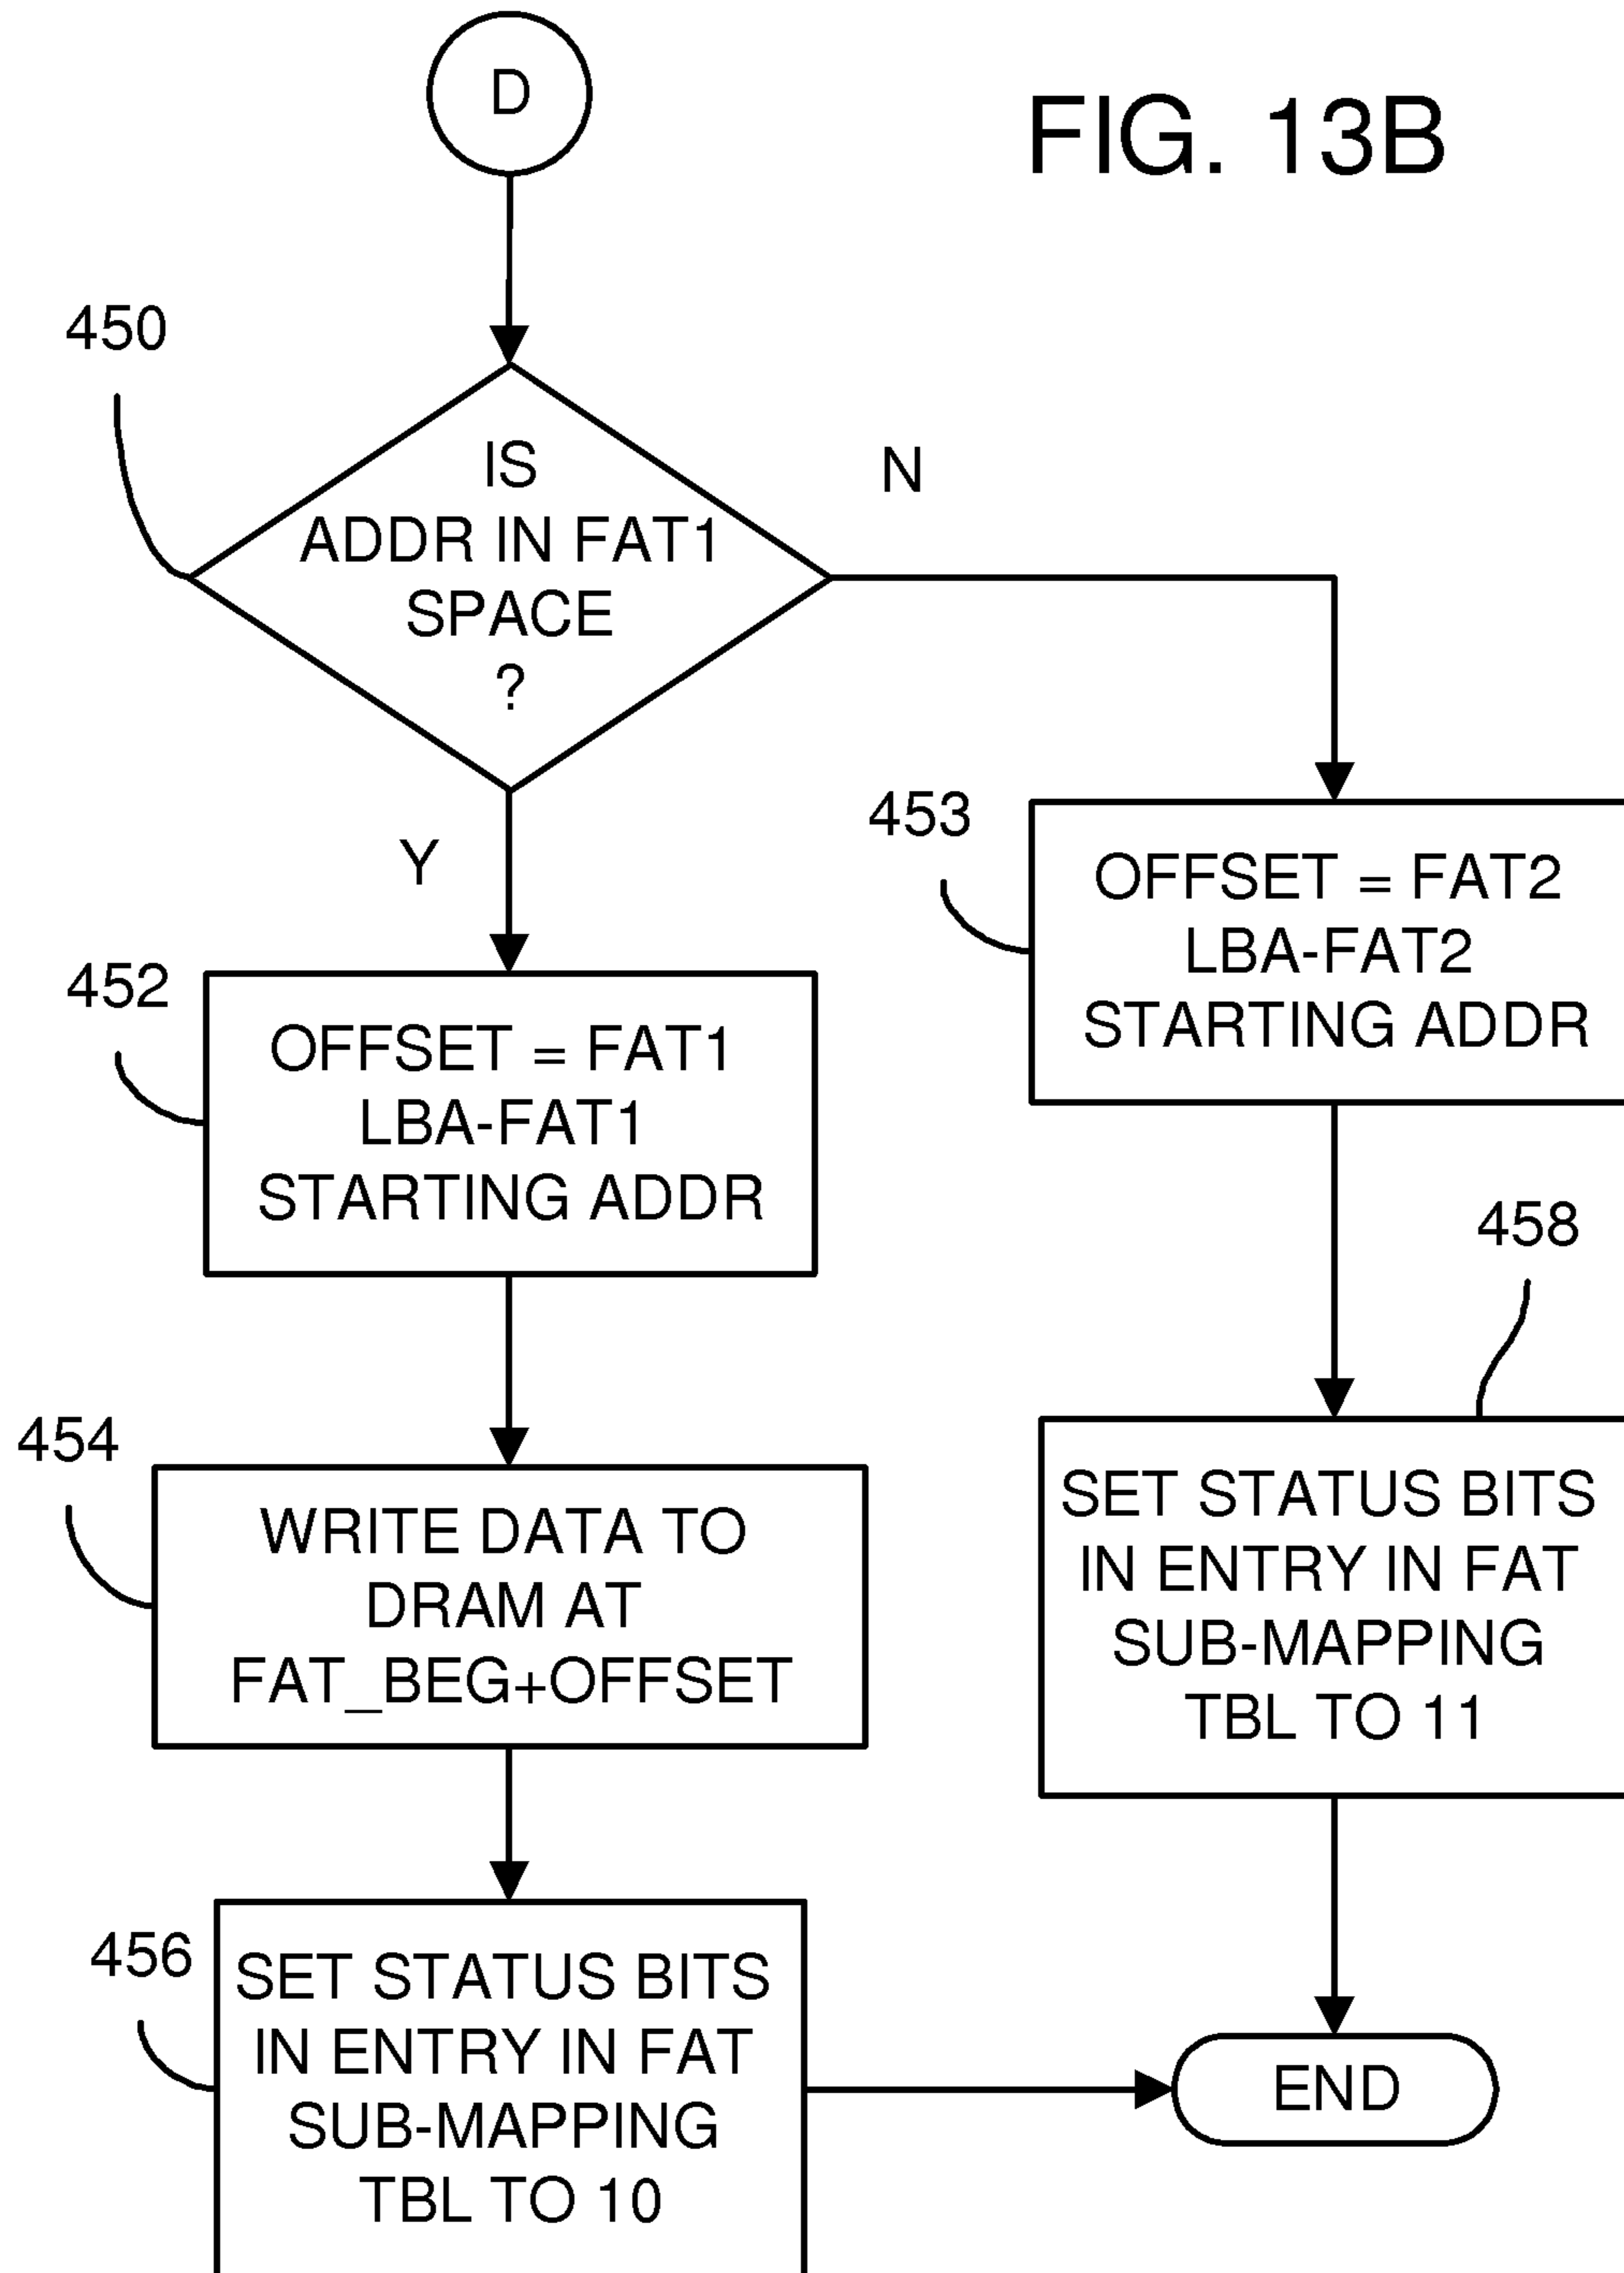 D
FIG. 13B
450
IS
ADDR IN FAT1
SPACE
?
N
Y
453
OFFSET = FAT2
LBA-FAT2
STARTING ADDR
452
OFFSET = FAT1
LBA-FAT1
STARTING ADDR
458
454
WRITE DATA TO
DRAM AT
FAT_BEG+OFFSET
SET STATUS BITS
IN ENTRY IN FAT
SUB-MAPPING
TBL TO 11
456
SET STATUS BITS
IN ENTRY IN FAT
SUB-MAPPING
TBL TO 10
END